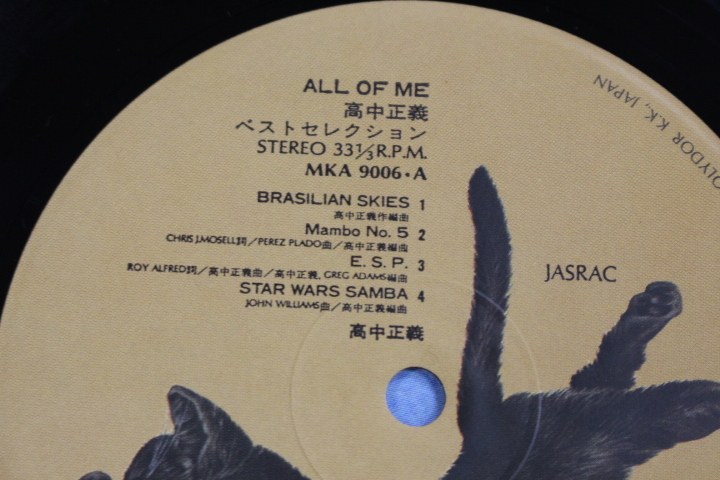 ALL OF ME
高中正義
ベストセレクション
STEREO 33⅓R.P.M.
MKA 9006・A
BRASILIAN SKIES 1
高中正義作編曲
Mambo No. 5 2
CHRIS J.MOSELL詞／PEREZ PLADO曲／高中正義編曲
E. S. P. 3
ROY ALFRED詞／高中正義曲／高中正義, GREG ADAMS編曲
STAR WARS SAMBA 4
JOHN WILLIAMS曲／高中正義編曲
高中正義
JASRAC
OLYDOR K.K., JAPAN